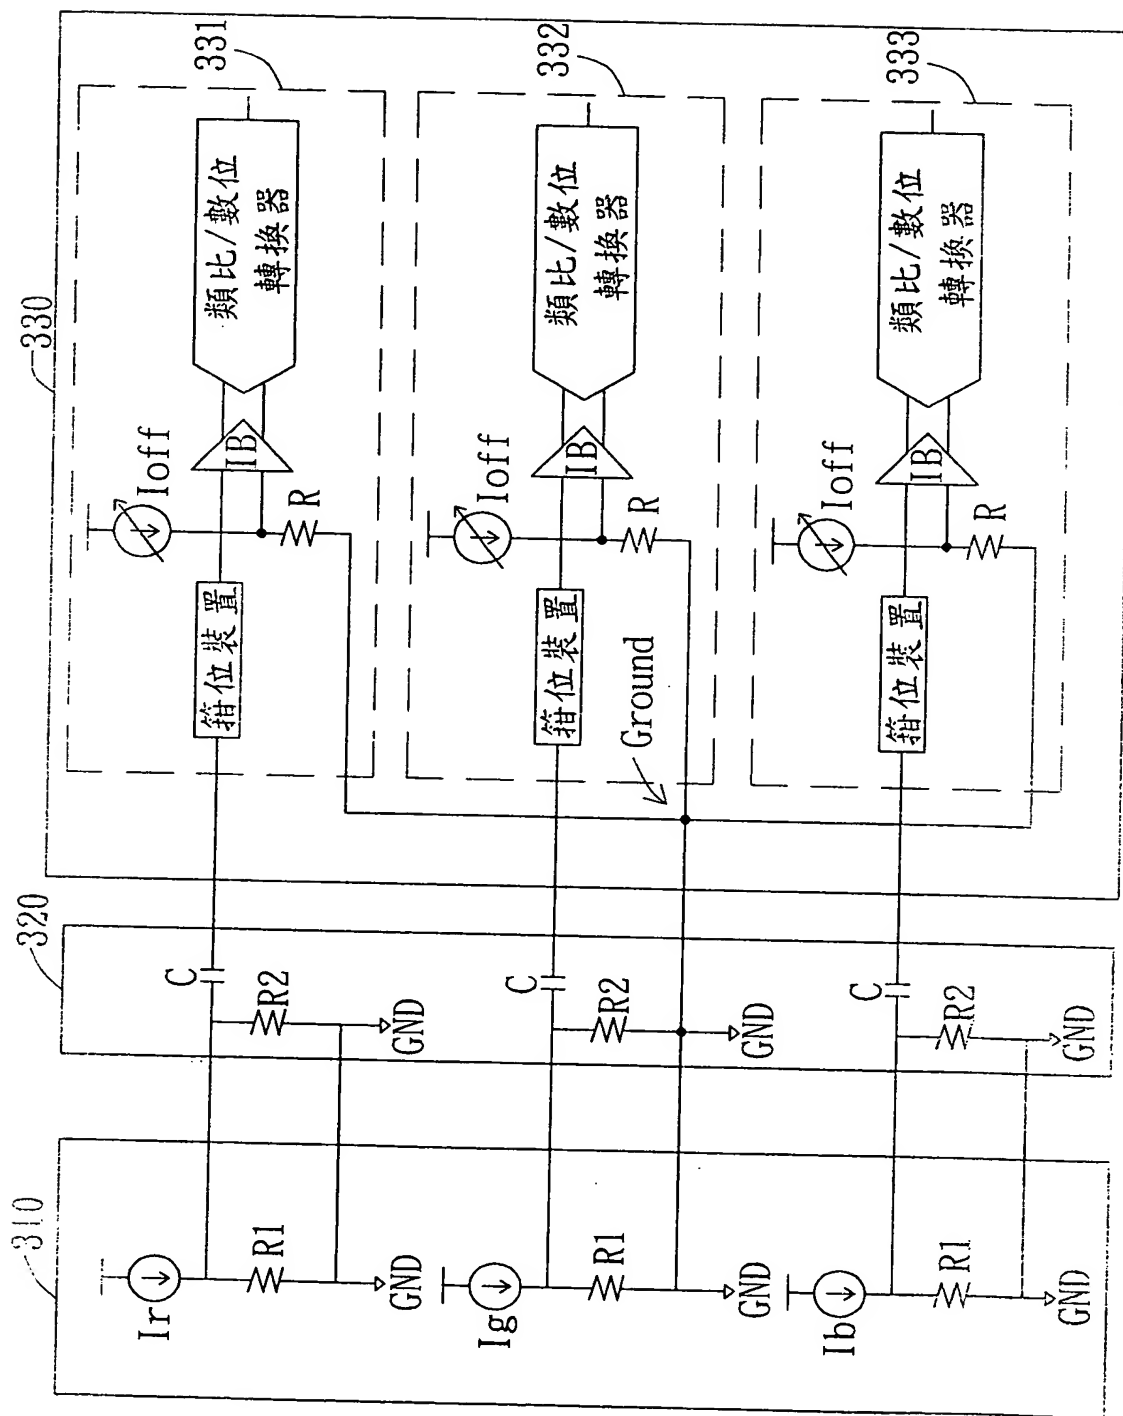 310
Ir
R1
GND
Ig
R1
GND
Ib
R1
GND
320
C
R2
GND
C
R2
GND
C
R2
GND
330
331
箝位裝置
Ioff
R
IB
類比/數位
轉換器
332
箝位裝置
Ioff
R
IB
類比/數位
轉換器
Ground
333
箝位裝置
Ioff
R
IB
類比/數位
轉換器